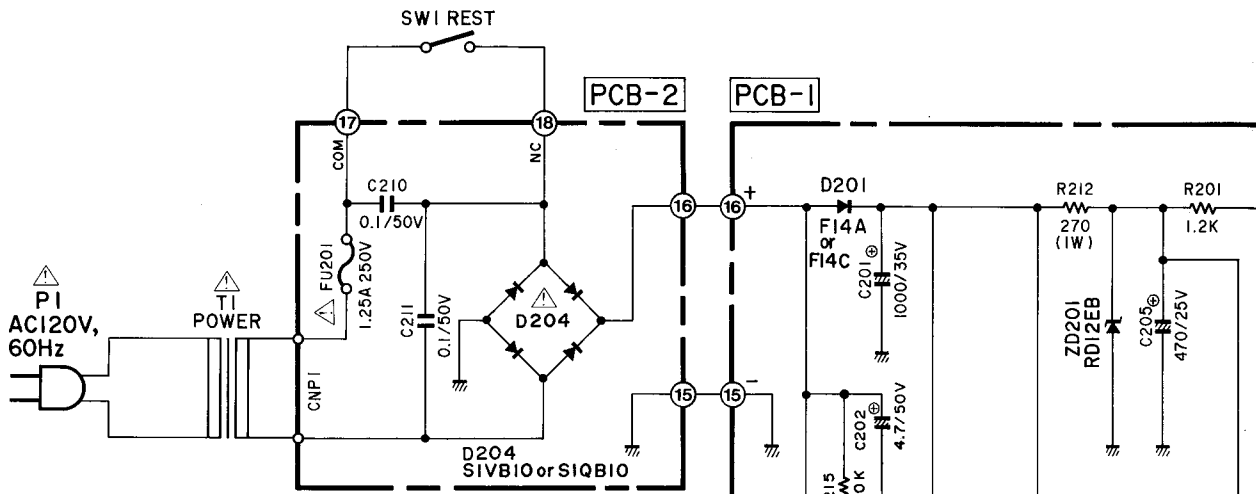 SW1 REST
PCB-2
PCB-1
17
18
COM
NC
C210
0.1/50V
16
16
+
D201
F14A
or
F14C
R212
270
(1W)
R201
1.2K
FU201
1.25A 250V
C211
0.1/50V
D204
C201
1000/35V
ZD201
RD12EB
C205
470/25V
P1
AC120V,
60Hz
T1
POWER
CNP1
15
15
-
C202
4.7/50V
D204
S1VB10 or S1QB10